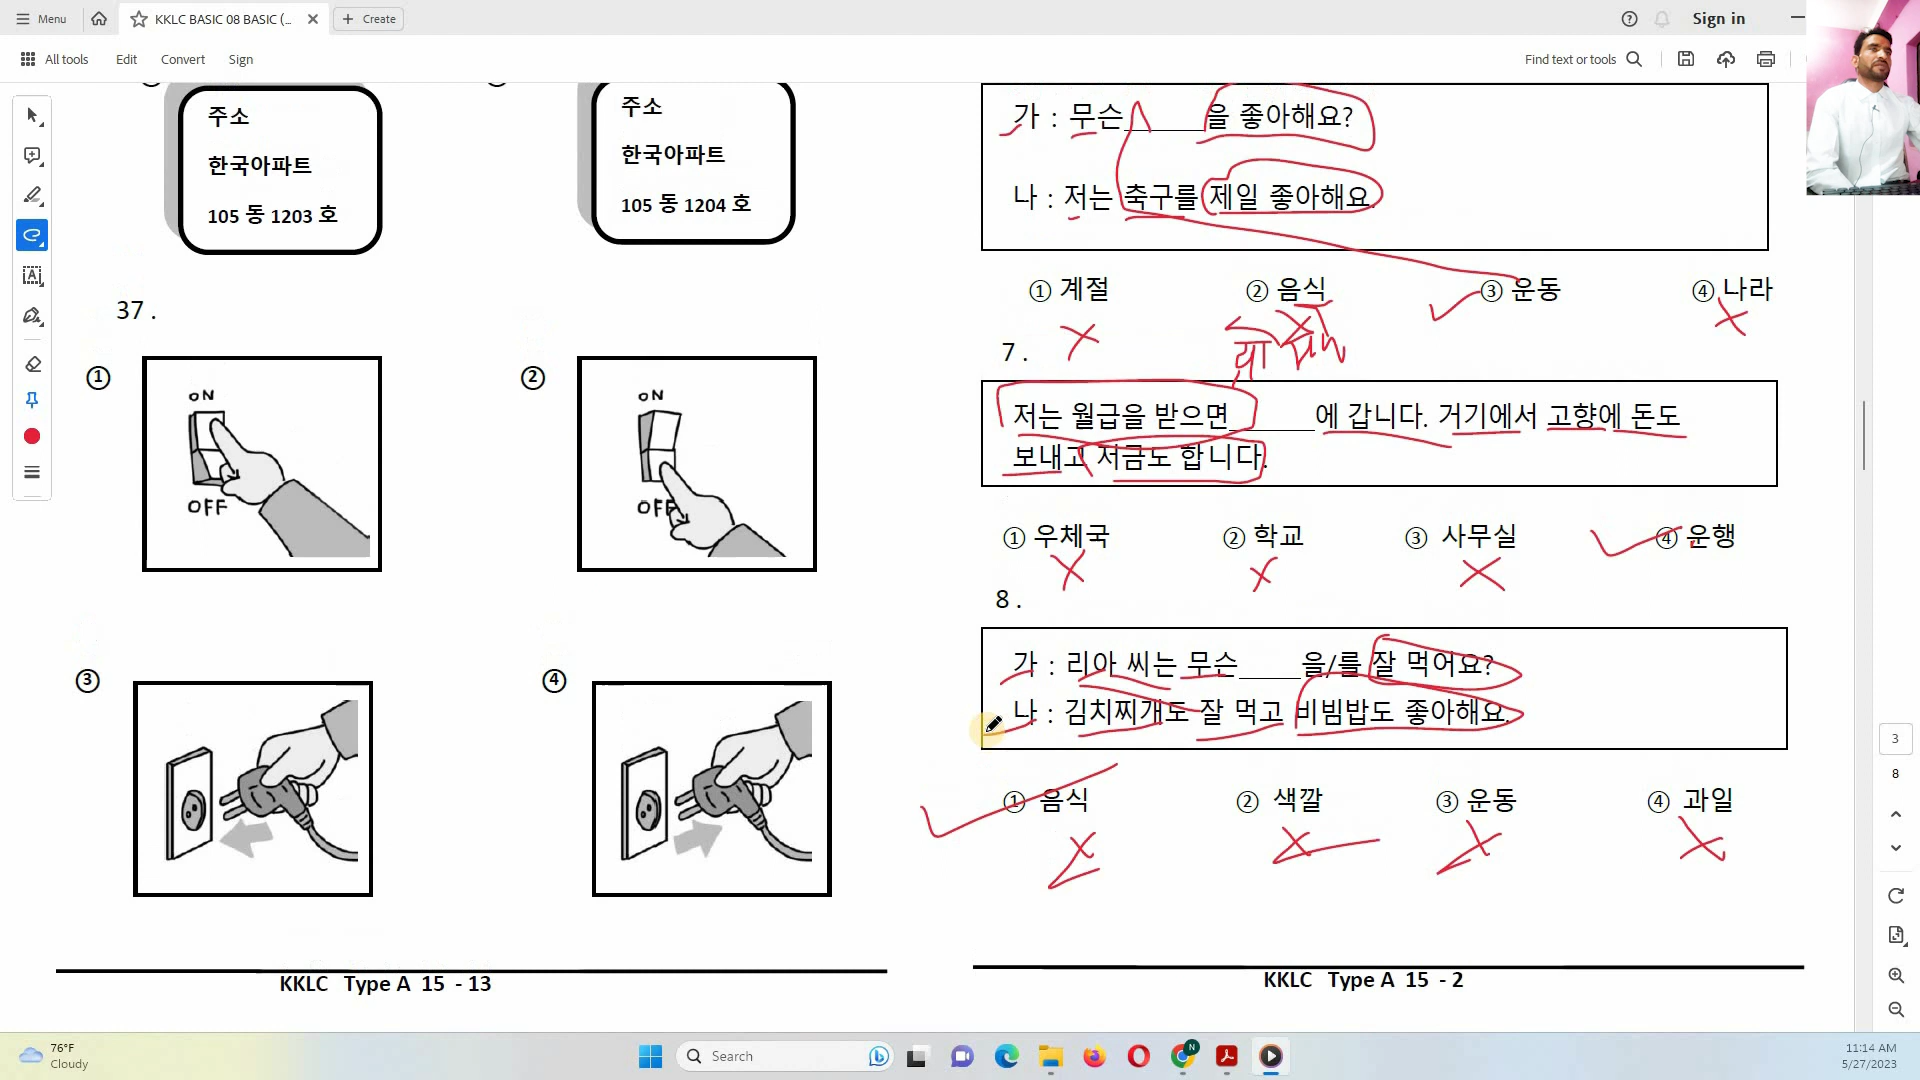 Menu
KKLC BASIC 08 BASIC (...
Create
Sign in
All tools
Edit
Convert
Sign
Find text or tools
주소
한국아파트
105 동 1203 호
주소
한국아파트
105 동 1204 호
37 .
①
ON
OFF
②
ON
OFF
③
④
KKLC Type A 15 - 13
가 : 무슨______을 좋아해요?
나 : 저는 축구를 제일 좋아해요.
① 계절
② 음식
③ 운동
④ 나라
7 .
저는 월급을 받으면______에 갑니다. 거기에서 고향에 돈도
보내고 저금도 합니다.
① 우체국
② 학교
③ 사무실
④ 운행
8 .
가 : 리아 씨는 무슨_____을/를 잘 먹어요?
나 : 김치찌개도 잘 먹고 비빔밥도 좋아해요.
① 음식
② 색깔
③ 운동
④ 과일
KKLC Type A 15 - 2
3
8
76°F
Cloudy
Search
N
11:14 AM
5/27/2023